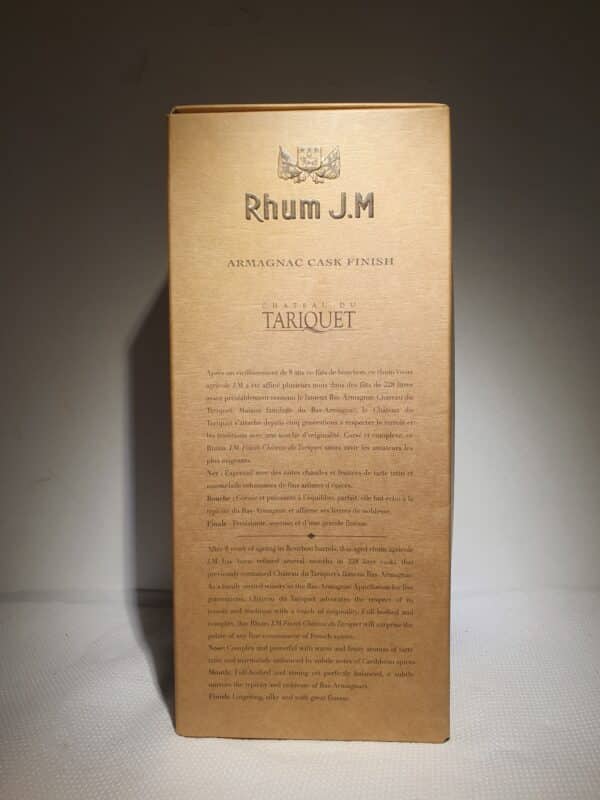 Rhum J.M
ARMAGNAC CASK FINISH
CHATEAU DU
TARIQUET
Après un vieillissement de 8 ans en fûts de bourbon, ce rhum vieux
agricole J.M a été affiné plusieurs mois dans des fûts de 228 litres
ayant préalablement contenu le fameux Bas-Armagnac Château du
Tariquet. Maison familiale du Bas-Armagnac, le Château du
Tariquet s'attache depuis cinq générations à respecter le terroir et
les traditions avec une touche d'originalité. Corsé et complexe, ce
Rhum J.M Finish Château du Tariquet saura ravir les amateurs les
plus exigeants.
Nez : Expressif avec des notes chaudes et fruitées de tarte tatin et
marmelade rehaussées de fins arômes d'épices.
Bouche : Corsée et puissante à l'équilibre parfait, elle fait écho à la
typicité du Bas-Armagnac et affirme ses lettres de noblesse.
Finale : Persistante, soyeuse et d'une grande finesse.
After 8 years of ageing in Bourbon barrels, this aged rhum agricole
J.M has been refined several months in 228 litre casks that
previously contained Château du Tariquet's famous Bas-Armagnac.
As a family owned winery in the Bas-Armagnac Appellation for five
generations, Château du Tariquet advocates the respect of its
terroir and tradition with a touch of originality. Full-bodied and
complex, this Rhum J.M Finish Château du Tariquet will surprise the
palate of any fine connoisseur of French spirits.
Nose: Complex and powerful with warm and fruity aromas of tarte
tatin and marmelade enhanced by subtle notes of Caribbean spices.
Mouth: Full-bodied and strong yet perfectly balanced, it subtly
mirrors the typicity and nobleness of Bas-Armagnacs.
Finish: Lingering, silky and with great finesse.